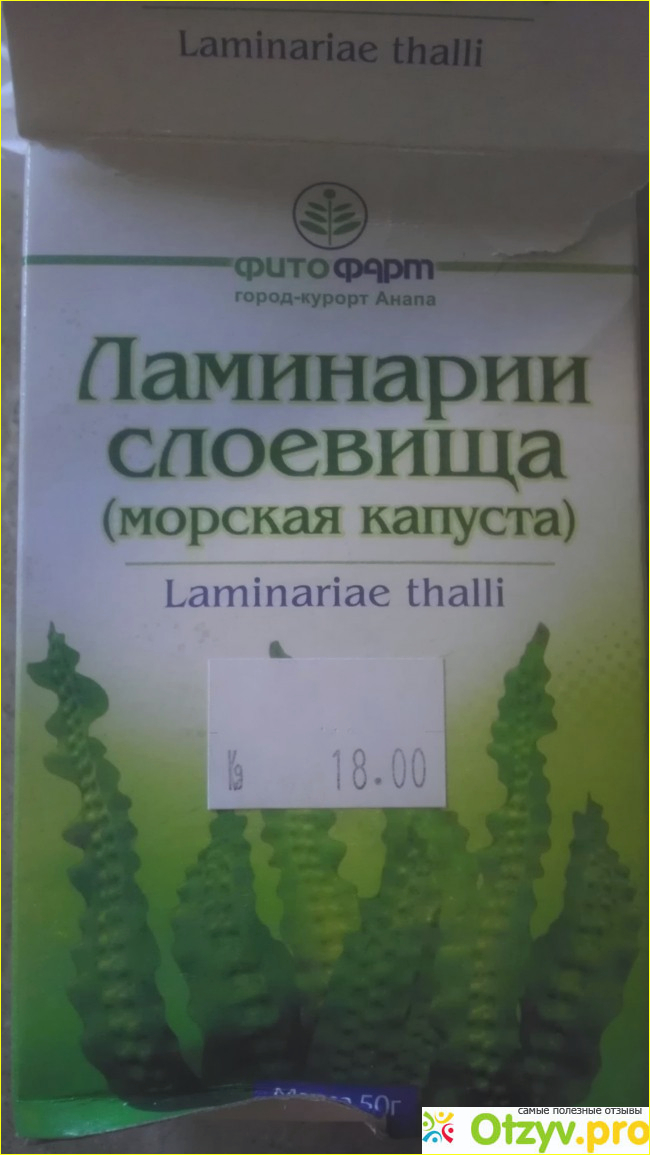 Laminariae thalli
ФИТОФАРМ
город-курорт Анапа
Ламинарии
слоевища
(морская капуста)
Laminariae thalli
18.00
50г
самые полезные отзывы
Otzyv.pro